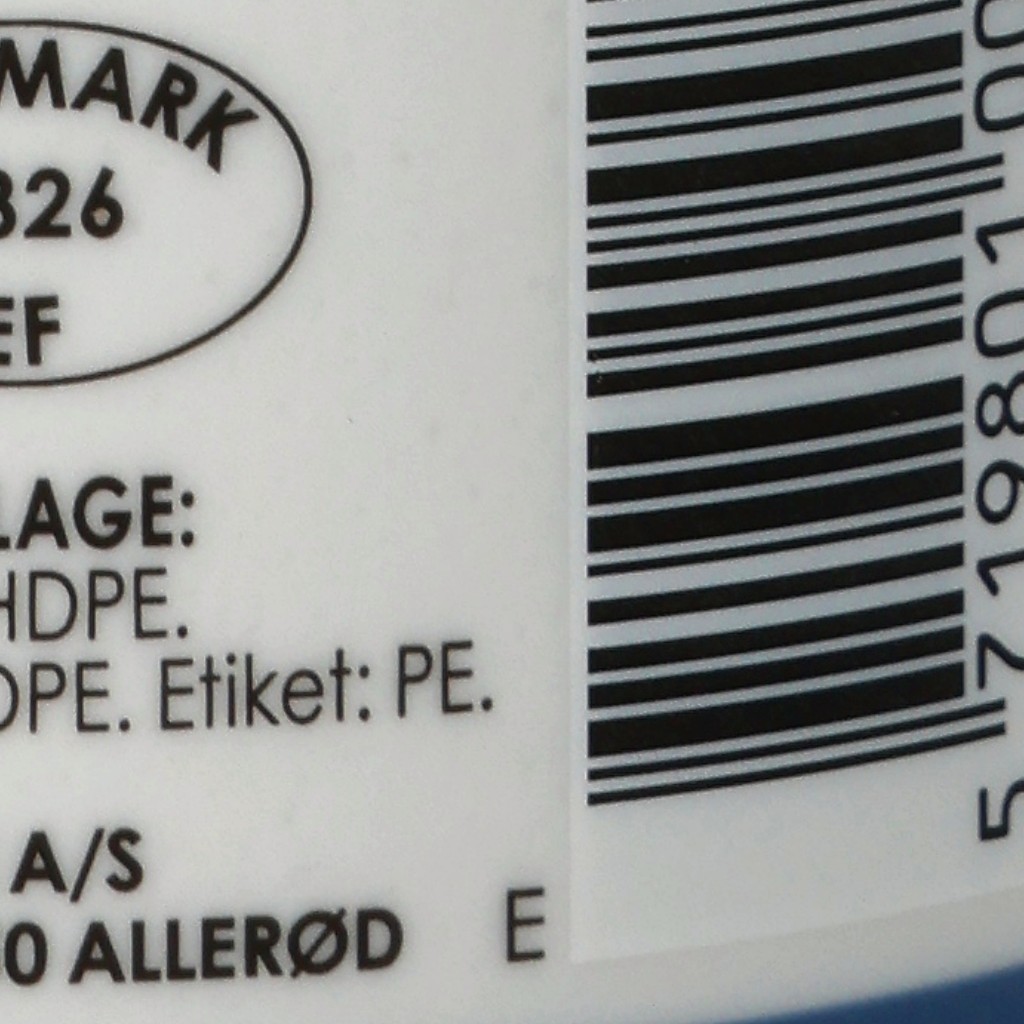 MARK
326
EF
LAGE:
HDPE.
DPE. Etiket: PE.
A/S
0 ALLERØD
E
5 719801 00